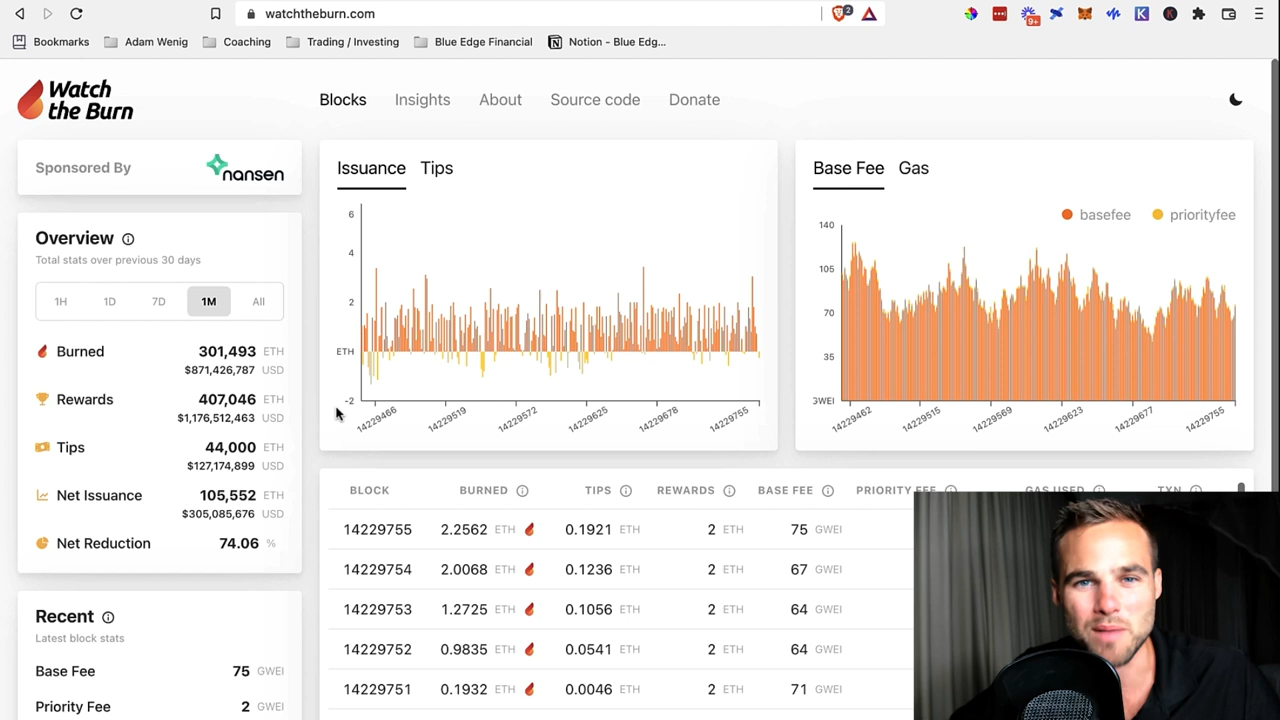 watchtheburn.com
2
9+
K
K
Bookmarks
Adam Wenig
Coaching
Trading / Investing
Blue Edge Financial
Notion - Blue Edg...
Watch
the Burn
Blocks
Insights
About
Source code
Donate
Sponsored By
nansen
Overview
Total stats over previous 30 days
1H
1D
7D
1M
All
Burned
301,493 ETH
$871,426,787 USD
Rewards
407,046 ETH
$1,176,512,463 USD
Tips
44,000 ETH
$127,174,899 USD
Net Issuance
105,552 ETH
$305,085,676 USD
Net Reduction
74.06 %
Recent
Latest block stats
Base Fee
75 GWEI
Priority Fee
2 GWEI
Issuance
Tips
6
4
2
ETH
-2
14229466
14229519
14229572
14229625
14229678
14229755
Base Fee
Gas
basefee
priorityfee
140
105
70
35
GWEI
14229462
14229515
14229569
14229623
14229677
14229755
BLOCK
BURNED
TIPS
REWARDS
BASE FEE
PRIORITY FEE
GAS USED
TXN
14229755 2.2562 ETH 0.1921 ETH 2 ETH 75 GWEI
14229754 2.0068 ETH 0.1236 ETH 2 ETH 67 GWEI
14229753 1.2725 ETH 0.1056 ETH 2 ETH 64 GWEI
14229752 0.9835 ETH 0.0541 ETH 2 ETH 64 GWEI
14229751 0.1932 ETH 0.0046 ETH 2 ETH 71 GWEI